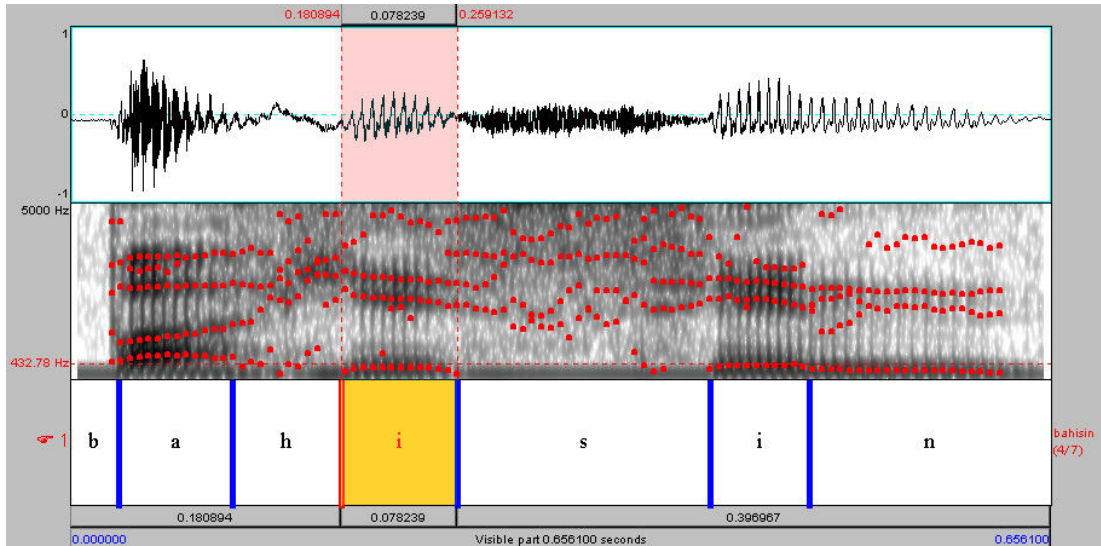 0.180894 0.078239 0.259132
1
0
-1
5000 Hz
432.78 Hz
1 b a h i s i n bahisin
(4/7)
0.180894 0.078239 0.396967
0.000000 Visible part 0.656100 seconds 0.656100